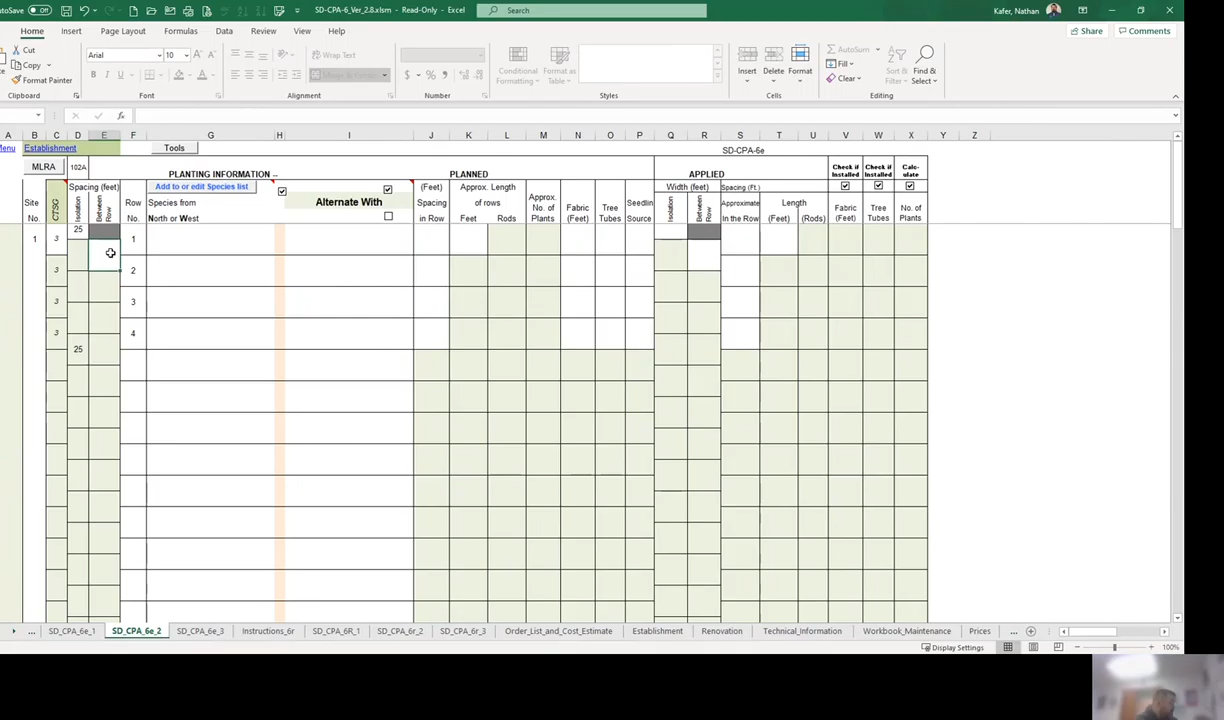 AutoSave Off SD-CPA-6_Ver_2.8.xlsm - Read-Only - Excel Search Kafer, Nathan
Home Insert Page Layout Formulas Data Review View Help Share Comments
Cut
Copy
Format Painter
Arial 10
Wrap Text
Merge & Center
Conditional Formatting
Format as Table
Insert Delete Format
AutoSum
Fill
Clear
Sort & Filter
Find & Select
Clipboard Font Alignment Number Styles Cells Editing
A B C D E F G H I J K L M N O P Q R S T U V W X Y Z
Menu Establishment Tools SD-CPA-6e
MLRA 102A PLANTING INFORMATION -- PLANNED APPLIED
Check if Installed
Check if Installed
Calc- ulate
Spacing (feet) Add to or edit Species list (Feet) Approx. Length Width (feet) Spacing (Ft.)
Site No.
CTSG
Isolation
Between Row
Row No.
Species from
North or West
Alternate With
Spacing in Row
of rows
Feet Rods
Approx. No. of Plants
Fabric (Feet)
Tree Tubes
Seedlin Source
Isolation
Between Row
Approximate In the Row
Length
(Feet) (Rods)
Fabric (Feet)
Tree Tubes
No. of Plants
25
1 3 1
3 2
3 3
3 4
25
... SD_CPA_6e_1 SD_CPA_6e_2 SD_CPA_6e_3 Instructions_6r SD_CPA_6R_1 SD_CPA_6r_2 SD_CPA_6r_3 Order_List_and_Cost_Estimate Establishment Renovation Technical_Information Workbook_Maintenance Prices ...
Display Settings 100%